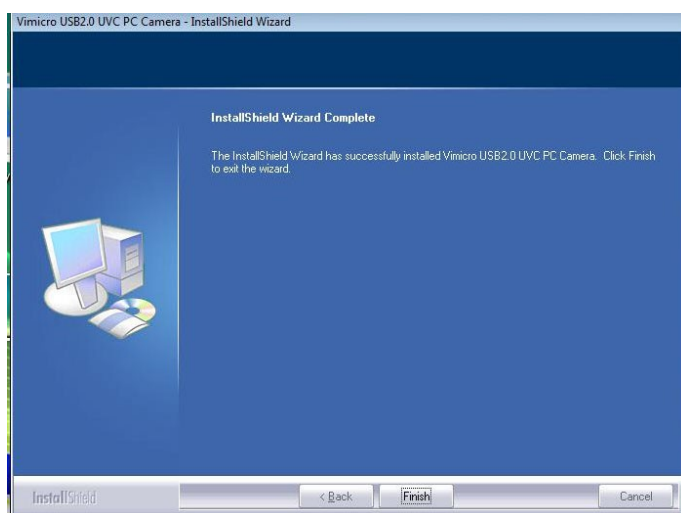 Vimicro USB2.0 UVC PC Camera - InstallShield Wizard
InstallShield Wizard Complete
The InstallShield Wizard has successfully installed Vimicro USB2.0 UVC PC Camera. Click Finish
to exit the wizard.
InstallShield
< Back
Finish
Cancel